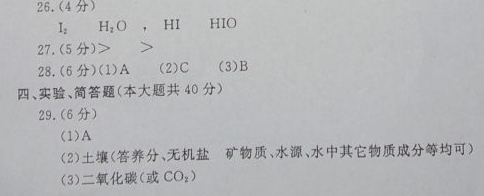 26.(4分)
I₂ H₂O , HI HIO
27.(5分)> >
28.(6分)(1)A (2)C (3)B
四、实验、简答题(本大题共40分)
29.(6分)
(1)A
(2)土壤(答养分、无机盐 矿物质、水源、水中其它物质成分等均可)
(3)二氧化碳(或CO₂)